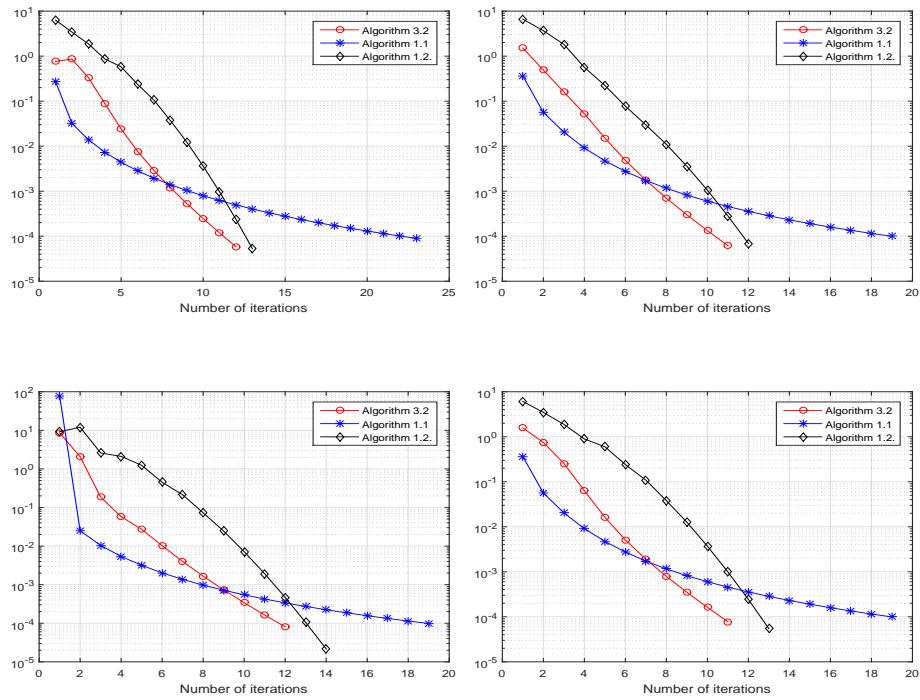 10^1
10^0
10^-1
10^-2
10^-3
10^-4
10^-5
0 5 10 15 20 25
Number of iterations
Algorithm 3.2
Algorithm 1.1
Algorithm 1.2.
10^1
10^0
10^-1
10^-2
10^-3
10^-4
10^-5
0 2 4 6 8 10 12 14 16 18 20
Number of iterations
Algorithm 3.2
Algorithm 1.1
Algorithm 1.2.
10^2
10^1
10^0
10^-1
10^-2
10^-3
10^-4
10^-5
0 2 4 6 8 10 12 14 16 18 20
Number of iterations
Algorithm 3.2
Algorithm 1.1
Algorithm 1.2.
10^1
10^0
10^-1
10^-2
10^-3
10^-4
10^-5
0 2 4 6 8 10 12 14 16 18 20
Number of iterations
Algorithm 3.2
Algorithm 1.1
Algorithm 1.2.